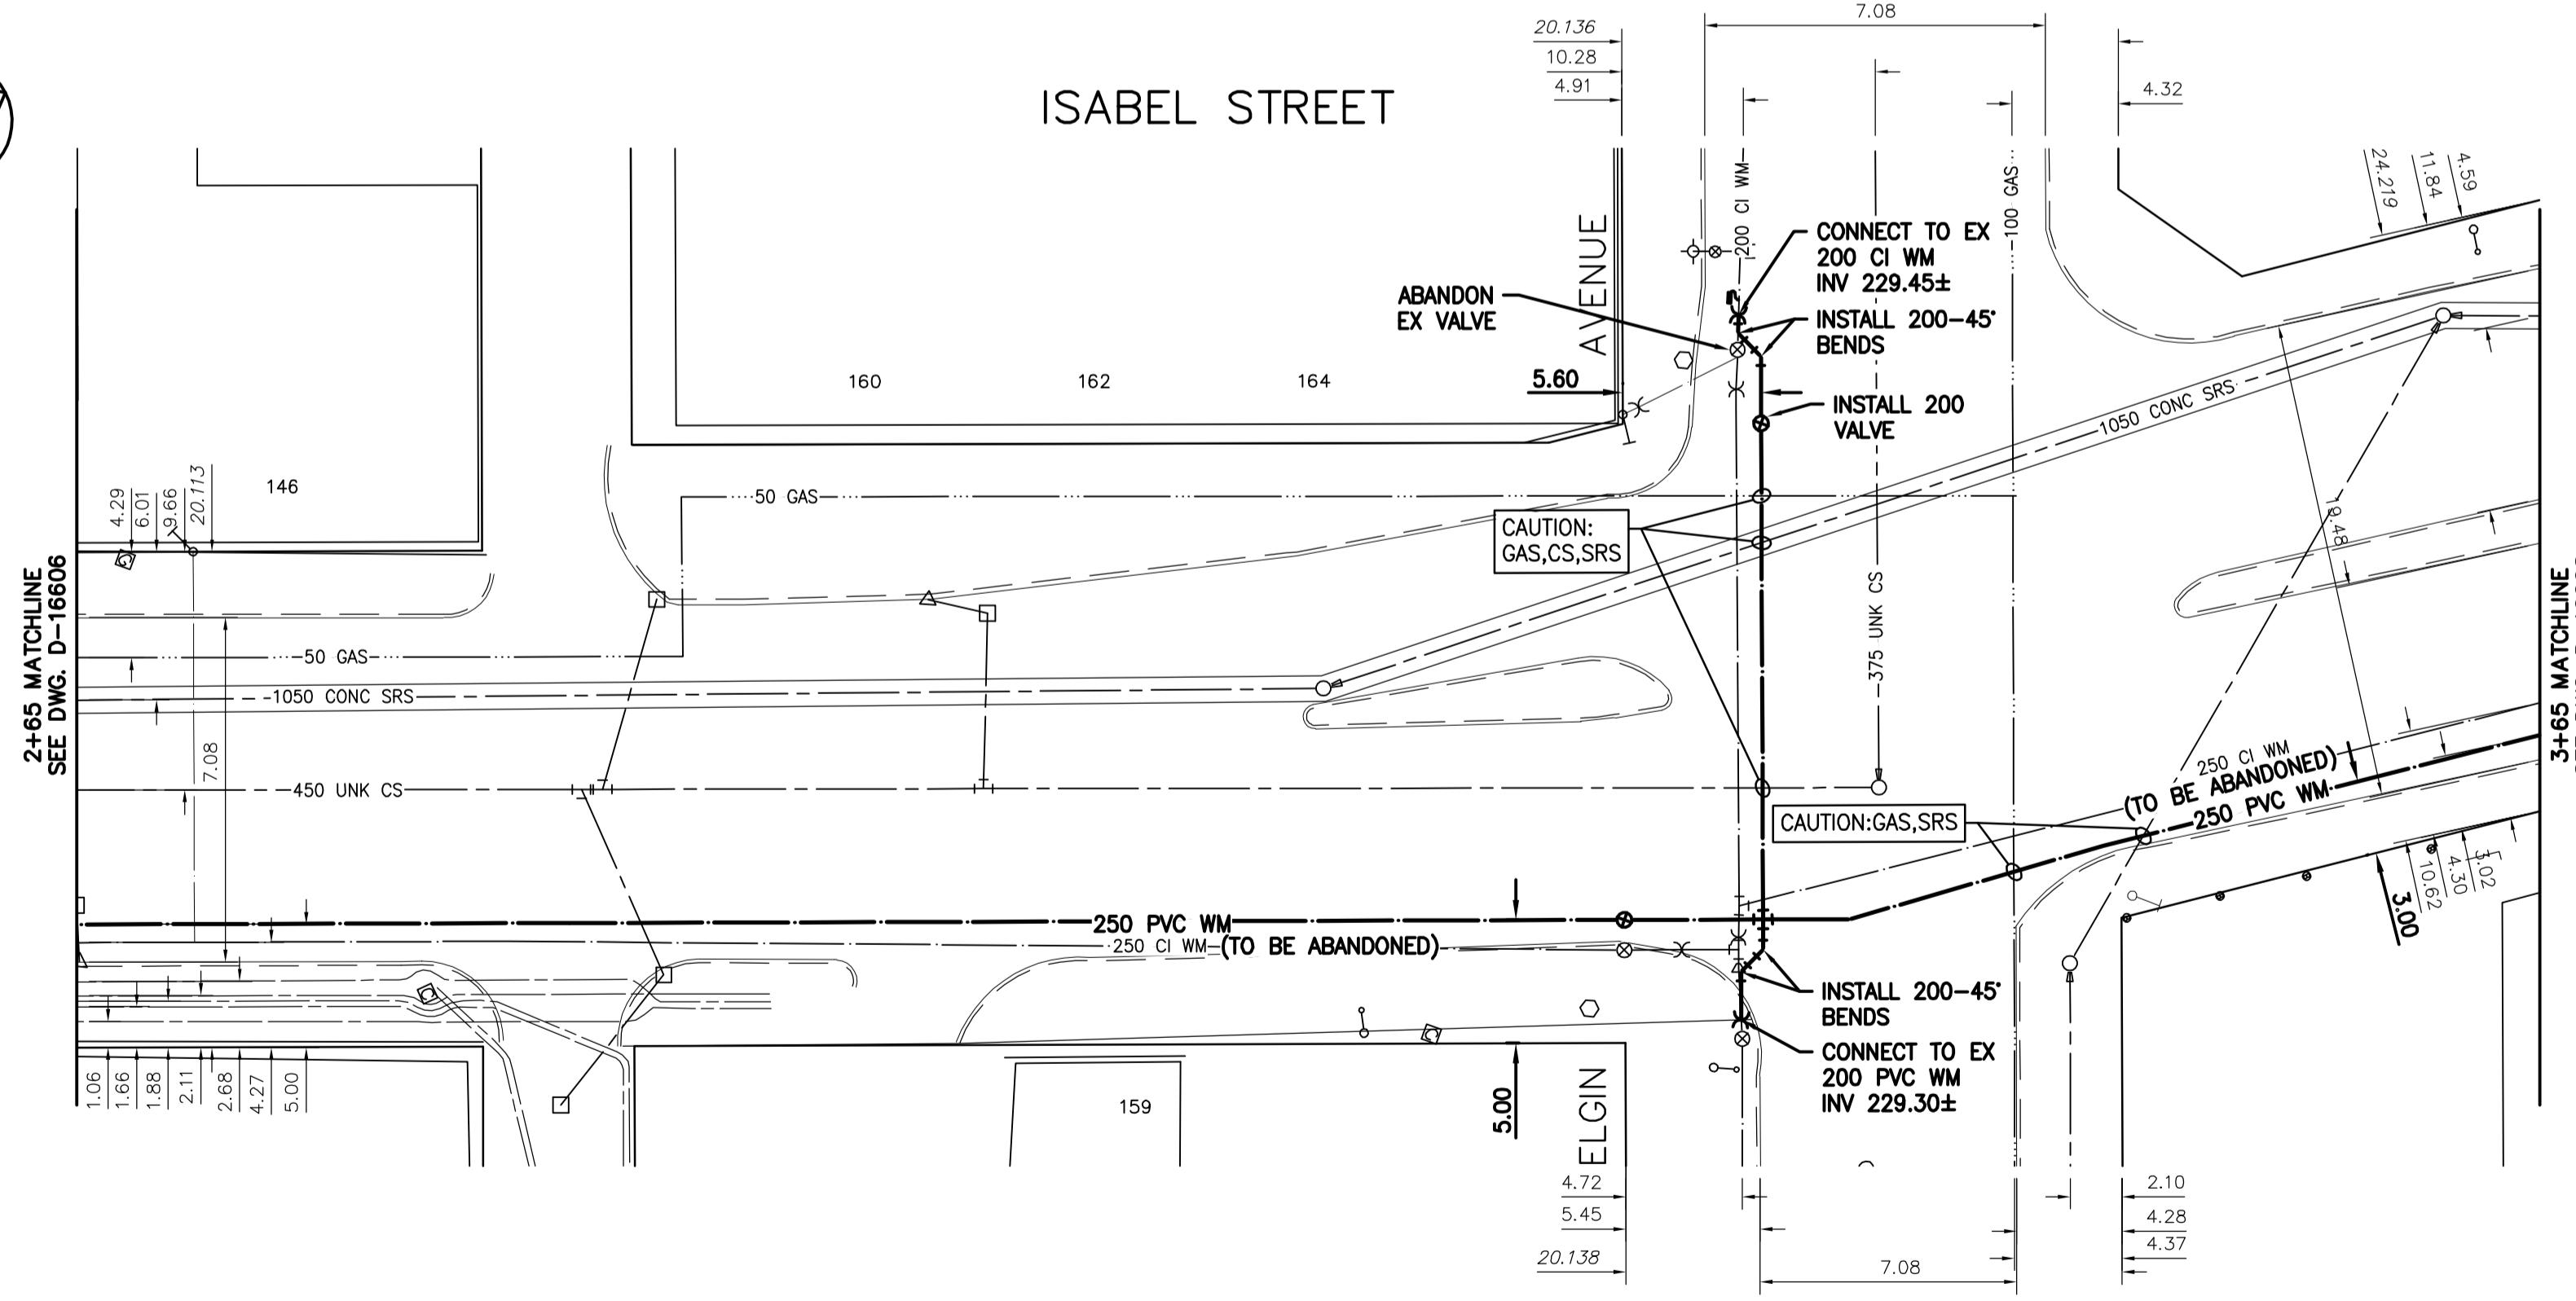 ISABEL STREET
20.136
10.28
4.91
7.08
4.32
24.219
11.84
4.59
200 CI WM
100 GAS
AVENUE
CONNECT TO EX
200 CI WM
INV 229.45±
ABANDON
EX VALVE
INSTALL 200-45°
BENDS
5.60
INSTALL 200
VALVE
160
162
164
146
4.29
6.01
9.66
20.113
50 GAS
1050 CONC SRS
CAUTION:
GAS,CS,SRS
9.48
2+65 MATCHLINE
SEE DWG. D-16606
3+65 MATCHLINE
50 GAS
1050 CONC SRS
375 UNK CS
7.08
450 UNK CS
250 CI WM
(TO BE ABANDONED)
250 PVC WM
CAUTION:GAS,SRS
250 PVC WM
250 CI WM (TO BE ABANDONED)
3.02
4.30
10.62
3.00
INSTALL 200-45°
BENDS
CONNECT TO EX
200 PVC WM
INV 229.30±
1.06
1.66
1.88
2.11
2.68
4.27
5.00
159
5.00
ELGIN
4.72
5.45
20.138
7.08
2.10
4.28
4.37